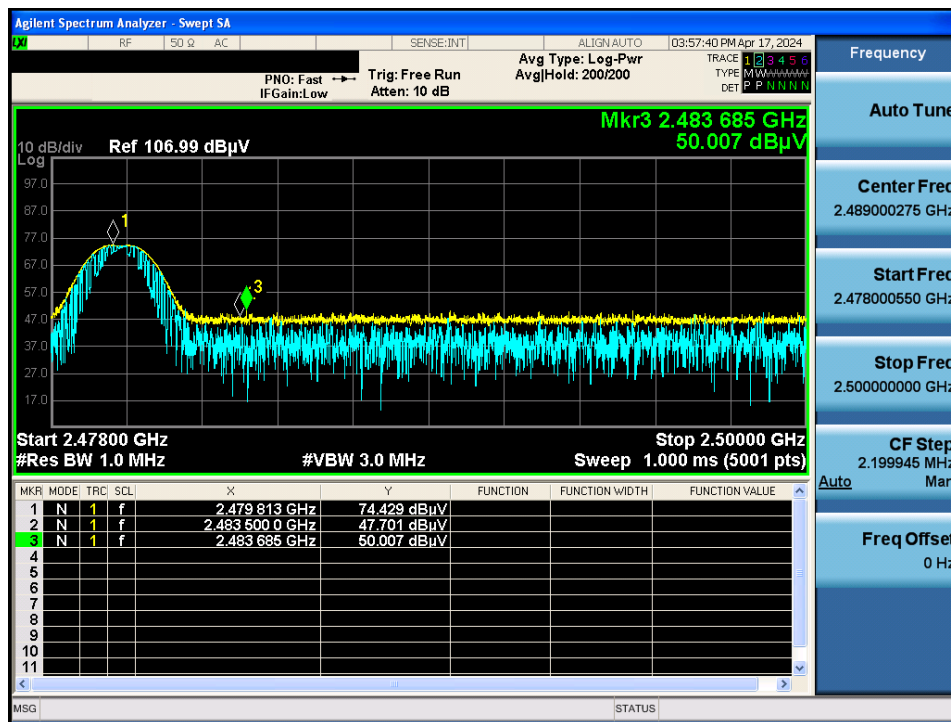 Agilent Spectrum Analyzer - Swept SA
LXI RF 50 Ω AC SENSE:INT ALIGN AUTO 03:57:40 PM Apr 17, 2024
PNO: Fast Trig: Free Run Avg Type: Log-Pwr TRACE 1 2 3 4 5 6
IFGain:Low Atten: 10 dB Avg|Hold: 200/200 TYPE M W
DET P P N N N N
Mkr3 2.483 685 GHz
50.007 dBµV
10 dB/div Ref 106.99 dBµV
Log
97.0
87.0
77.0
67.0
57.0
47.0
37.0
27.0
17.0
1
3
Start 2.47800 GHz Stop 2.50000 GHz
#Res BW 1.0 MHz #VBW 3.0 MHz Sweep 1.000 ms (5001 pts)
MKR MODE TRC SCL X Y FUNCTION FUNCTION WIDTH FUNCTION VALUE
1 N 1 f 2.479 813 GHz 74.429 dBµV
2 N 1 f 2.483 500 0 GHz 47.701 dBµV
3 N 1 f 2.483 685 GHz 50.007 dBµV
4
5
6
7
8
9
10
11
MSG STATUS
Frequency
Auto Tune
Center Freq
2.489000275 GHz
Start Freq
2.478000550 GHz
Stop Freq
2.500000000 GHz
CF Step
2.199945 MHz
Auto Man
Freq Offset
0 Hz